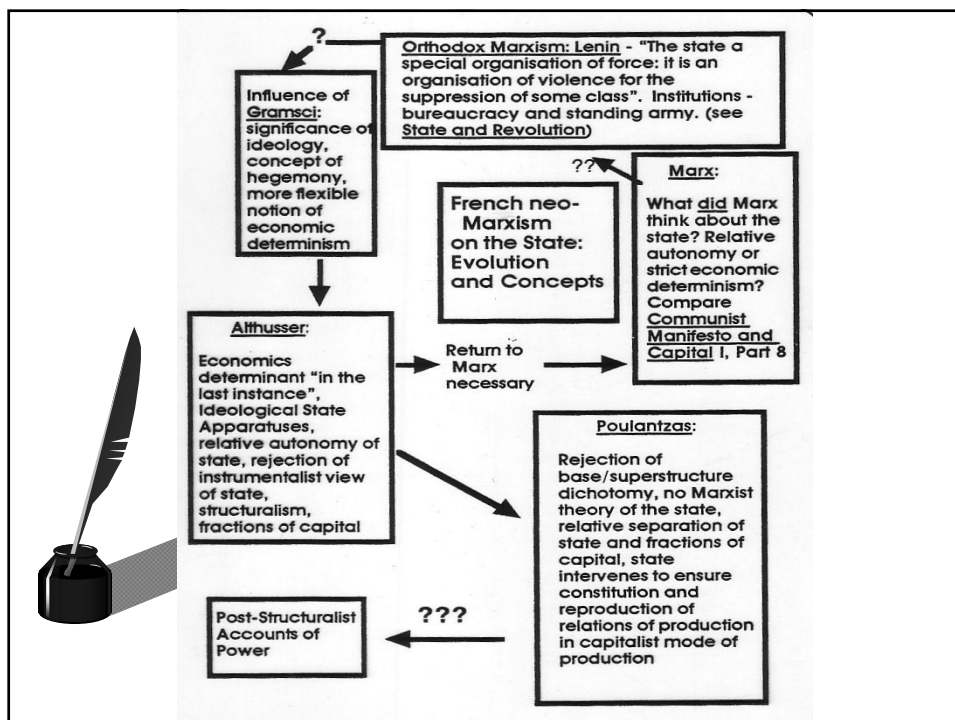 ?
Orthodox Marxism: Lenin - “The state a
special organisation of force: it is an
organisation of violence for the
suppression of some class”. Institutions -
bureaucracy and standing army. (see
State and Revolution)
Influence of
Gramsci:
significance of
ideology,
concept of
hegemony,
more flexible
notion of
economic
determinism
??
Marx:
What did Marx
think about the
state? Relative
autonomy or
strict economic
determinism?
Compare
Communist
Manifesto and
Capital I, Part 8
French neo-
Marxism
on the State:
Evolution
and Concepts
Althusser:
Economics
determinant “in the
last instance”,
Ideological State
Apparatuses,
relative autonomy of
state, rejection of
instrumentalist view
of state,
structuralism,
fractions of capital
Return to
Marx
necessary
Poulantzas:
Rejection of
base/superstructure
dichotomy, no Marxist
theory of the state,
relative separation of
state and fractions of
capital, state
intervenes to ensure
constitution and
reproduction of
relations of production
in capitalist mode of
production
???
Post-Structuralist
Accounts of
Power